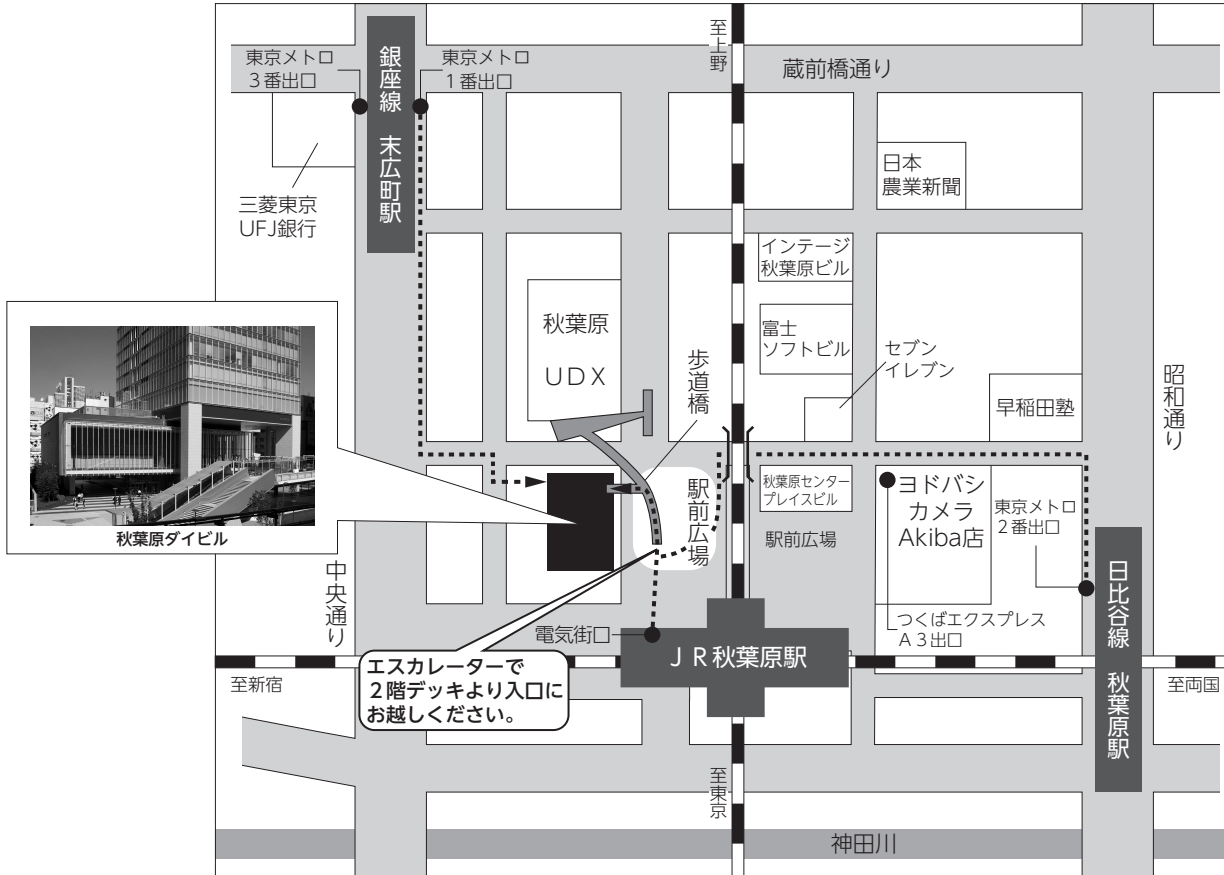 至上野
東京メトロ
3番出口
銀座線 末広町駅
東京メトロ
1番出口
蔵前橋通り
三菱東京
UFJ銀行
日本
農業新聞
インテージ
秋葉原ビル
秋葉原
UDX
富士
ソフトビル
セブン
イレブン
歩道橋
早稲田塾
昭和通り
秋葉原ダイビル
駅前広場
秋葉原センター
プレイスビル
駅前広場
ヨドバシ
カメラ
Akiba店
東京メトロ
2番出口
日比谷線 秋葉原駅
中央通り
電気街口
つくばエクスプレス
A3出口
JR秋葉原駅
至新宿
エスカレーターで
2階デッキより入口に
お越しください。
至両国
至東京
神田川